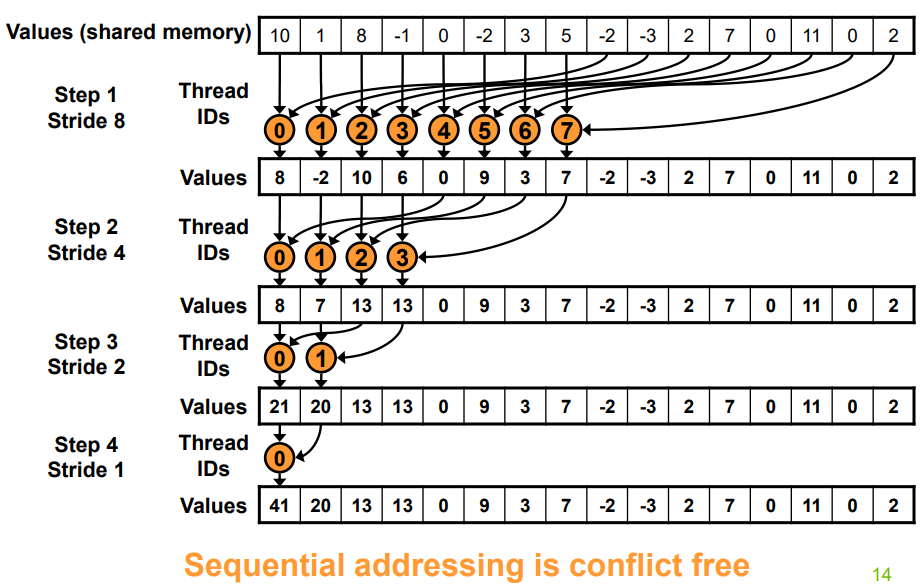 Values (shared memory) 10 1 8 -1 0 -2 3 5 -2 -3 2 7 0 11 0 2
Step 1
Stride 8
Thread
IDs
0 1 2 3 4 5 6 7
Values 8 -2 10 6 0 9 3 7 -2 -3 2 7 0 11 0 2
Step 2
Stride 4
Thread
IDs
0 1 2 3
Values 8 7 13 13 0 9 3 7 -2 -3 2 7 0 11 0 2
Step 3
Stride 2
Thread
IDs
0 1
Values 21 20 13 13 0 9 3 7 -2 -3 2 7 0 11 0 2
Step 4
Stride 1
Thread
IDs
0
Values 41 20 13 13 0 9 3 7 -2 -3 2 7 0 11 0 2
Sequential addressing is conflict free
14